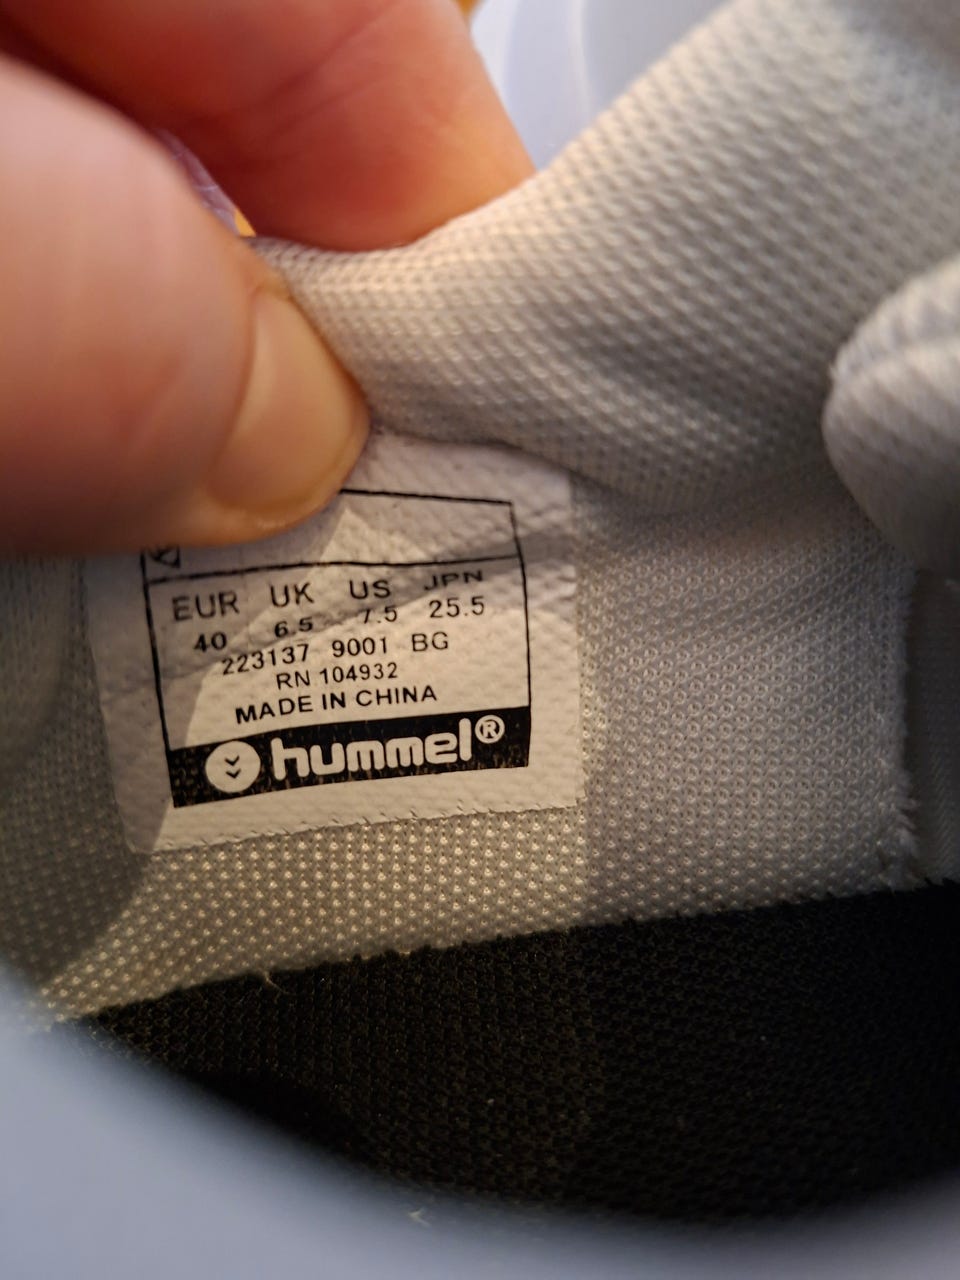 EUR UK US JPN
40 6.5 7.5 25.5
223137 9001 BG
RN 104932
MADE IN CHINA
hummel®